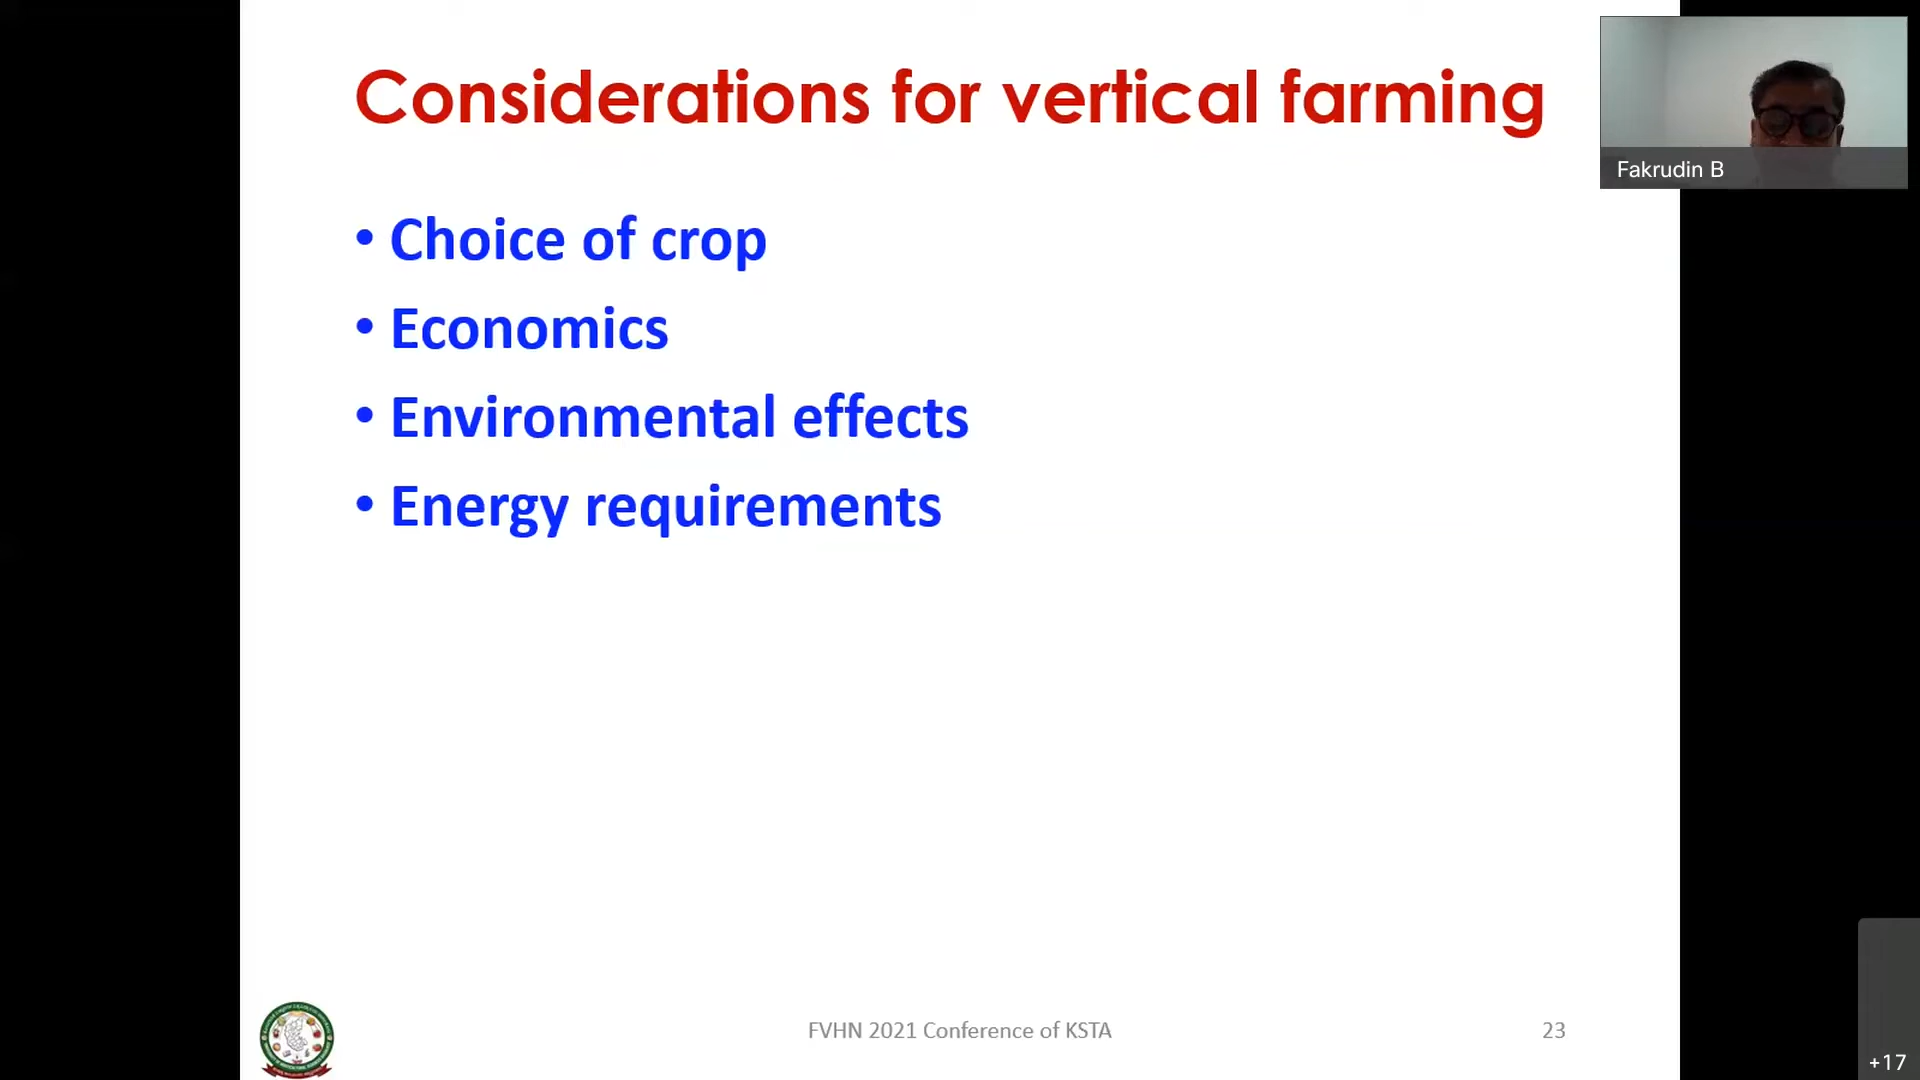 Considerations for vertical farming
Fakrudin B
• Choice of crop
• Economics
• Environmental effects
• Energy requirements
FVHN 2021 Conference of KSTA
23
+17